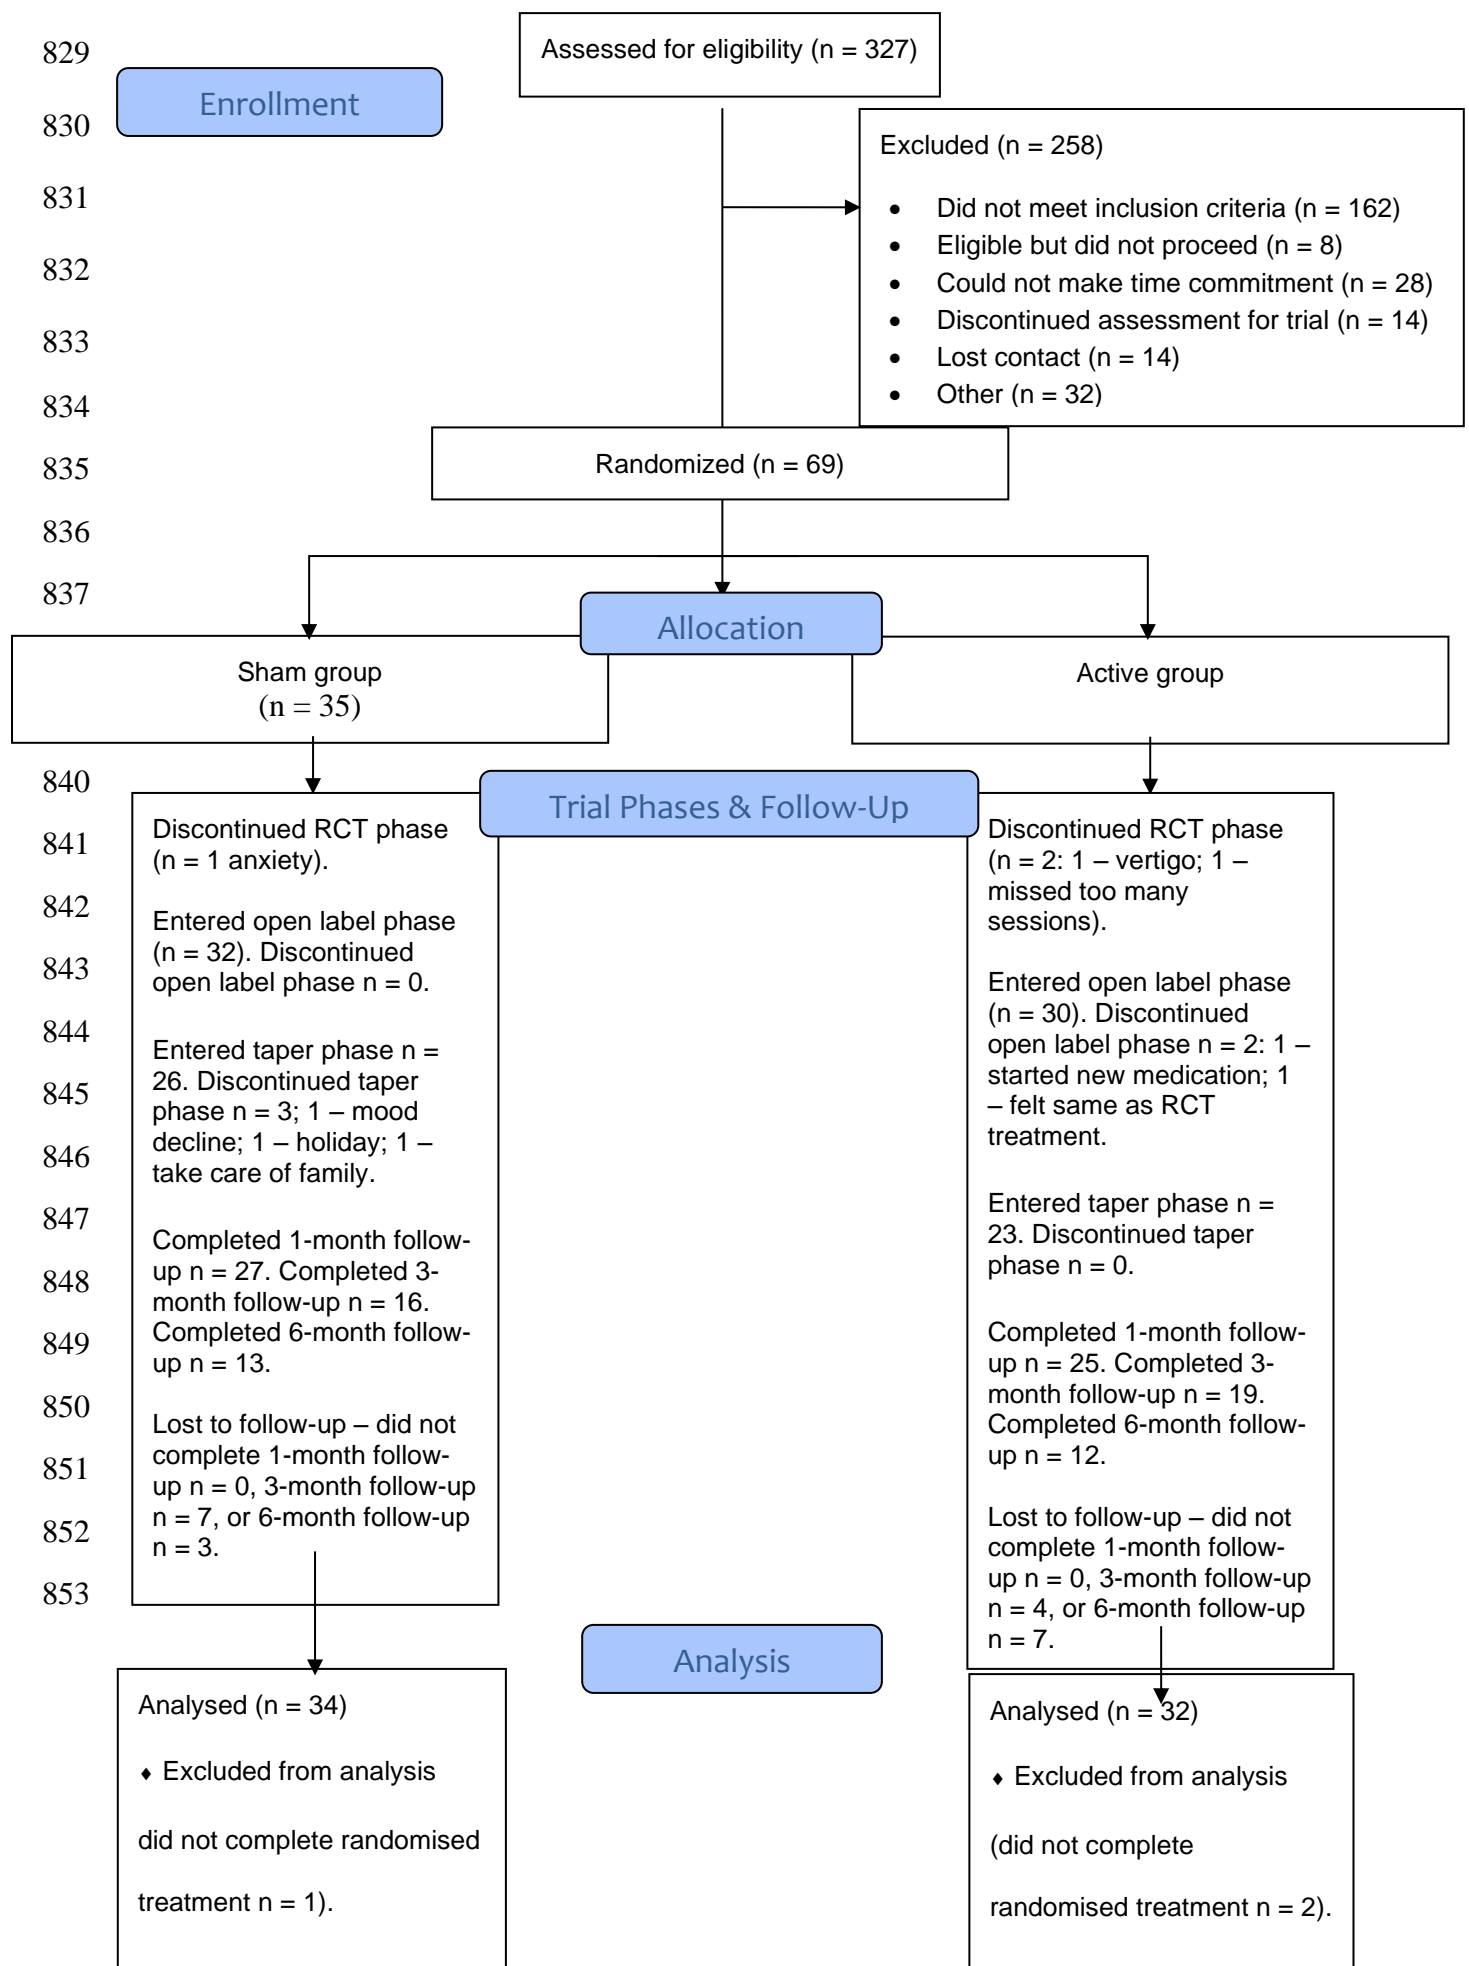 829
Assessed for eligibility (n = 327)
Enrollment
830
Excluded (n = 258)
831
• Did not meet inclusion criteria (n = 162)
• Eligible but did not proceed (n = 8)
832
• Could not make time commitment (n = 28)
• Discontinued assessment for trial (n = 14)
833
• Lost contact (n = 14)
• Other (n = 32)
834
835
Randomized (n = 69)
836
837
Allocation
Sham group
(n = 35)
Active group
840
Trial Phases & Follow-Up
841
842
843
844
845
846
847
848
849
850
851
852
853
Discontinued RCT phase
(n = 1 anxiety).
Entered open label phase
(n = 32). Discontinued
open label phase n = 0.
Entered taper phase n =
26. Discontinued taper
phase n = 3; 1 – mood
decline; 1 – holiday; 1 –
take care of family.
Completed 1-month follow-
up n = 27. Completed 3-
month follow-up n = 16.
Completed 6-month follow-
up n = 13.
Lost to follow-up – did not
complete 1-month follow-
up n = 0, 3-month follow-up
n = 7, or 6-month follow-up
n = 3.
Discontinued RCT phase
(n = 2: 1 – vertigo; 1 –
missed too many
sessions).
Entered open label phase
(n = 30). Discontinued
open label phase n = 2: 1 –
started new medication; 1
– felt same as RCT
treatment.
Entered taper phase n =
23. Discontinued taper
phase n = 0.
Completed 1-month follow-
up n = 25. Completed 3-
month follow-up n = 19.
Completed 6-month follow-
up n = 12.
Lost to follow-up – did not
complete 1-month follow-
up n = 0, 3-month follow-up
n = 4, or 6-month follow-up
n = 7.
Analysis
Analysed (n = 34)
♦ Excluded from analysis
did not complete randomised
treatment n = 1).
Analysed (n = 32)
♦ Excluded from analysis
(did not complete
randomised treatment n = 2).